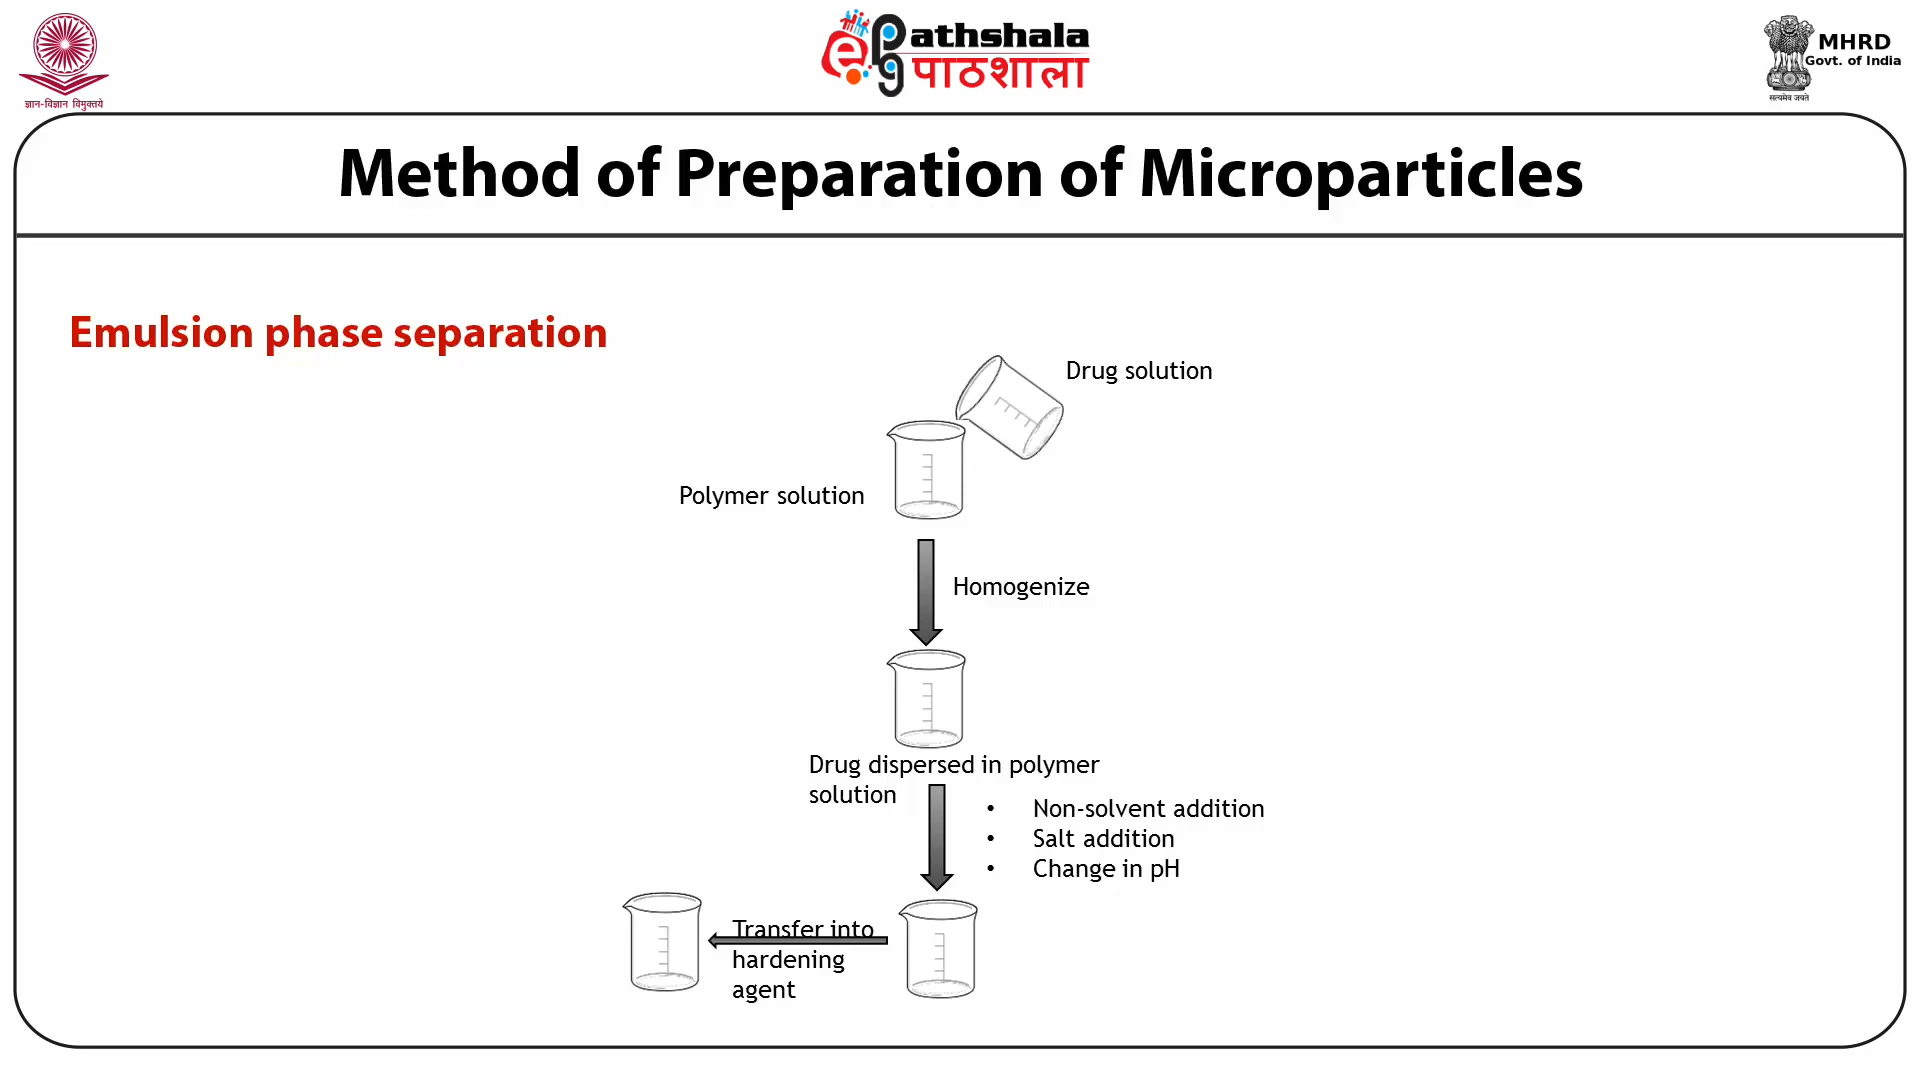 ज्ञान-विज्ञान विमुक्तये
ePG
athshala
पाठशाला
MHRD
Govt. of India
सत्यमेव जयते
Method of Preparation of Microparticles
Emulsion phase separation
Drug solution
Polymer solution
Homogenize
Drug dispersed in polymer
solution
• Non-solvent addition
• Salt addition
• Change in pH
Transfer into
hardening
agent